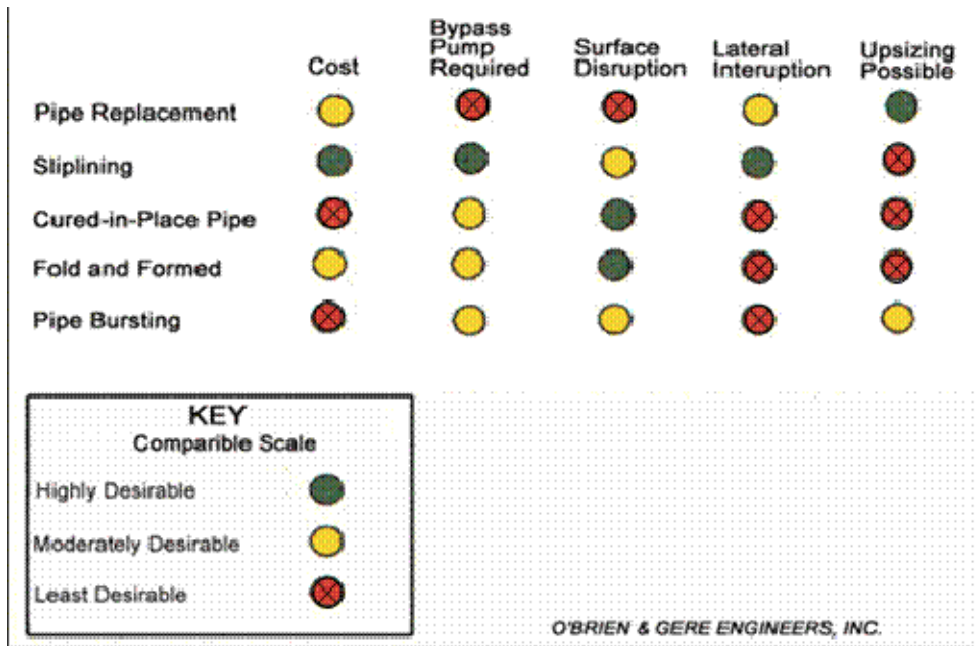 Cost
Bypass
Pump
Required
Surface
Disruption
Lateral
Interuption
Upsizing
Possible
Pipe Replacement
Sliplining
Cured-in-Place Pipe
Fold and Formed
Pipe Bursting
KEY
Comparible Scale
Highly Desirable
Moderately Desirable
Least Desirable
O'BRIEN & GERE ENGINEERS, INC.